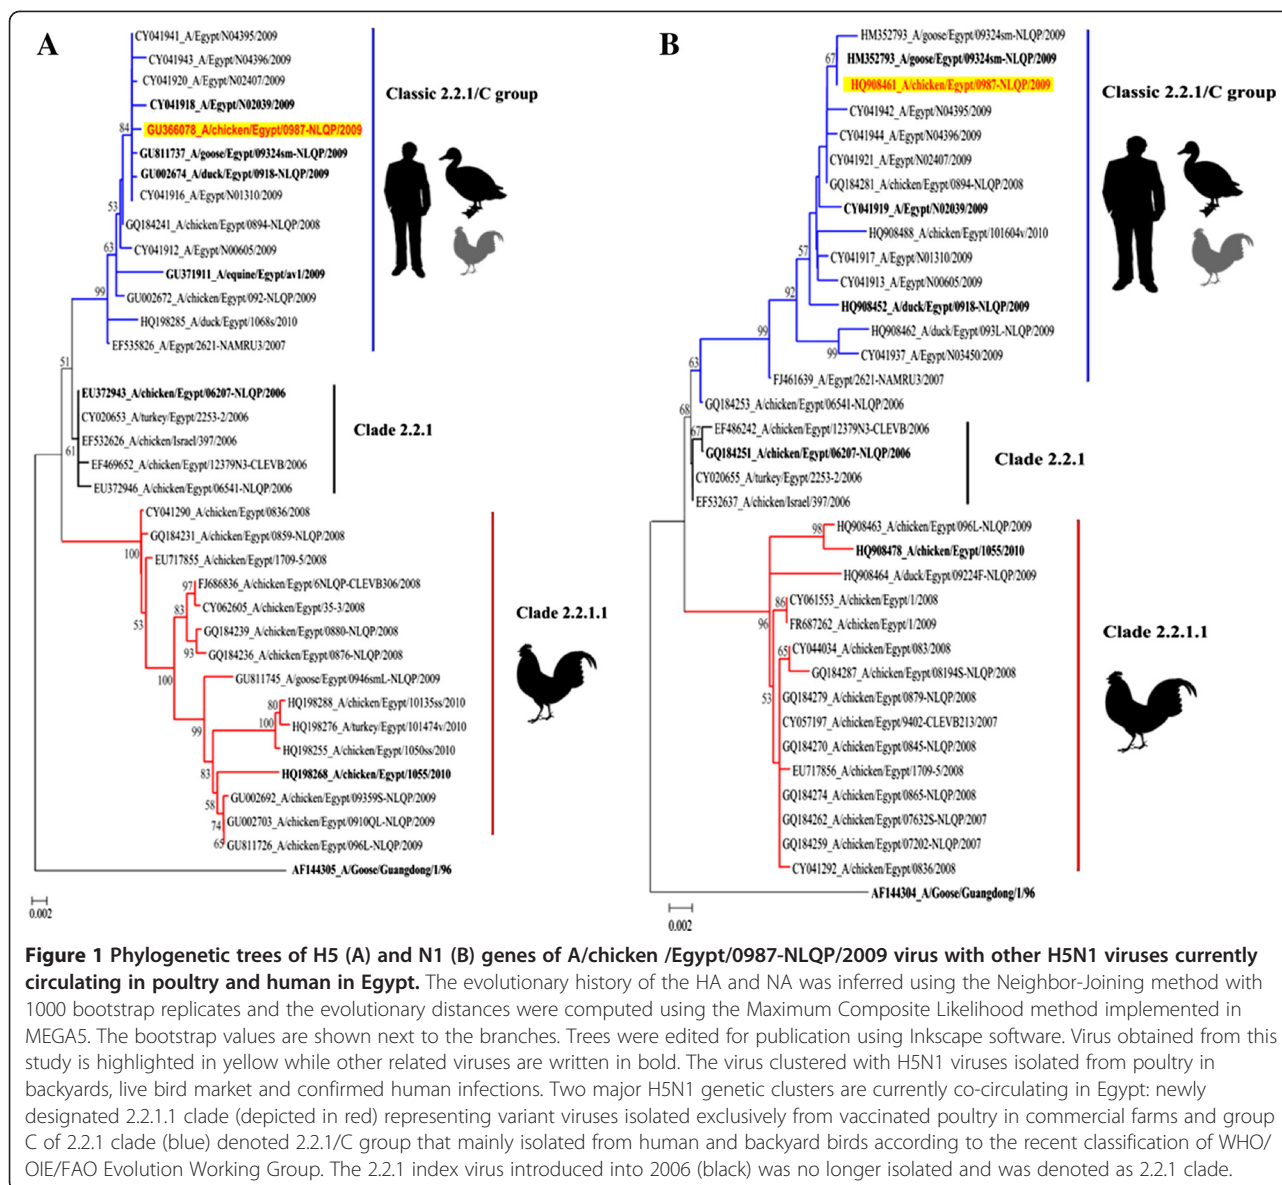 A
CY041941_A/Egypt/N04395/2009
CY041943_A/Egypt/N04396/2009
CY041920_A/Egypt/N02407/2009
CY041918_A/Egypt/N02039/2009
84
GU366078_A/chicken/Egypt/0987-NLQP/2009
GU811737_A/goose/Egypt/09324sm-NLQP/2009
GU002674_A/duck/Egypt/0918-NLQP/2009
CY041916_A/Egypt/N01310/2009
53
GQ184241_A/chicken/Egypt/0894-NLQP/2008
63
CY041912_A/Egypt/N00605/2009
GU371911_A/equine/Egypt/av1/2009
99
GU002672_A/chicken/Egypt/092-NLQP/2009
HQ198285_A/duck/Egypt/1068s/2010
EF535826_A/Egypt/2621-NAMRU3/2007
Classic 2.2.1/C group
51
EU372943_A/chicken/Egypt/06207-NLQP/2006
CY020653_A/turkey/Egypt/2253-2/2006
EF532626_A/chicken/Israel/397/2006
61
EF469652_A/chicken/Egypt/12379N3-CLEVB/2006
EU372946_A/chicken/Egypt/06541-NLQP/2006
Clade 2.2.1
CY041290_A/chicken/Egypt/0836/2008
GQ184231_A/chicken/Egypt/0859-NLQP/2008
100
EU717855_A/chicken/Egypt/1709-5/2008
97
FJ686836_A/chicken/Egypt/6NLQP-CLEVB306/2008
83
CY062605_A/chicken/Egypt/35-3/2008
53
GQ184239_A/chicken/Egypt/0880-NLQP/2008
93
GQ184236_A/chicken/Egypt/0876-NLQP/2008
100
GU811745_A/goose/Egypt/0946smL-NLQP/2009
80
HQ198288_A/chicken/Egypt/10135ss/2010
100
HQ198276_A/turkey/Egypt/101474v/2010
99
HQ198255_A/chicken/Egypt/1050ss/2010
83
HQ198268_A/chicken/Egypt/1055/2010
58
GU002692_A/chicken/Egypt/09359S-NLQP/2009
74
GU002703_A/chicken/Egypt/0910QL-NLQP/2009
65
GU811726_A/chicken/Egypt/096L-NLQP/2009
Clade 2.2.1.1
AF144305_A/Goose/Guangdong/1/96
0.002
B
HM352793_A/goose/Egypt/09324sm-NLQP/2009
67
HM352793_A/goose/Egypt/09324sm-NLQP/2009
HQ908461_A/chicken/Egypt/0987-NLQP/2009
CY041942_A/Egypt/N04395/2009
CY041944_A/Egypt/N04396/2009
CY041921_A/Egypt/N02407/2009
GQ184281_A/chicken/Egypt/0894-NLQP/2008
CY041919_A/Egypt/N02039/2009
HQ908488_A/chicken/Egypt/101604v/2010
57
CY041917_A/Egypt/N01310/2009
CY041913_A/Egypt/N00605/2009
92
HQ908452_A/duck/Egypt/0918-NLQP/2009
99
HQ908462_A/duck/Egypt/093L-NLQP/2009
99
CY041937_A/Egypt/N03450/2009
63
FJ461639_A/Egypt/2621-NAMRU3/2007
Classic 2.2.1/C group
GQ184253_A/chicken/Egypt/06541-NLQP/2006
68
67
EF486242_A/chicken/Egypt/12379N3-CLEVB/2006
GQ184251_A/chicken/Egypt/06207-NLQP/2006
CY020655_A/turkey/Egypt/2253-2/2006
EF532637_A/chicken/Israel/397/2006
Clade 2.2.1
98
HQ908463_A/chicken/Egypt/096L-NLQP/2009
HQ908478_A/chicken/Egypt/1055/2010
HQ908464_A/duck/Egypt/09224F-NLQP/2009
86
CY061553_A/chicken/Egypt/1/2008
96
FR687262_A/chicken/Egypt/1/2009
65
CY044034_A/chicken/Egypt/083/2008
GQ184287_A/chicken/Egypt/08194S-NLQP/2008
53
GQ184279_A/chicken/Egypt/0879-NLQP/2008
CY057197_A/chicken/Egypt/9402-CLEVB213/2007
GQ184270_A/chicken/Egypt/0845-NLQP/2008
EU717856_A/chicken/Egypt/1709-5/2008
GQ184274_A/chicken/Egypt/0865-NLQP/2008
GQ184262_A/chicken/Egypt/07632S-NLQP/2007
GQ184259_A/chicken/Egypt/07202-NLQP/2007
CY041292_A/chicken/Egypt/0836/2008
Clade 2.2.1.1
AF144304_A/Goose/Guangdong/1/96
0.002
Figure 1 Phylogenetic trees of H5 (A) and N1 (B) genes of A/chicken /Egypt/0987-NLQP/2009 virus with other H5N1 viruses currently
circulating in poultry and human in Egypt. The evolutionary history of the HA and NA was inferred using the Neighbor-Joining method with
1000 bootstrap replicates and the evolutionary distances were computed using the Maximum Composite Likelihood method implemented in
MEGA5. The bootstrap values are shown next to the branches. Trees were edited for publication using Inkscape software. Virus obtained from this
study is highlighted in yellow while other related viruses are written in bold. The virus clustered with H5N1 viruses isolated from poultry in
backyards, live bird market and confirmed human infections. Two major H5N1 genetic clusters are currently co-circulating in Egypt: newly
designated 2.2.1.1 clade (depicted in red) representing variant viruses isolated exclusively from vaccinated poultry in commercial farms and group
C of 2.2.1 clade (blue) denoted 2.2.1/C group that mainly isolated from human and backyard birds according to the recent classification of WHO/
OIE/FAO Evolution Working Group. The 2.2.1 index virus introduced into 2006 (black) was no longer isolated and was denoted as 2.2.1 clade.